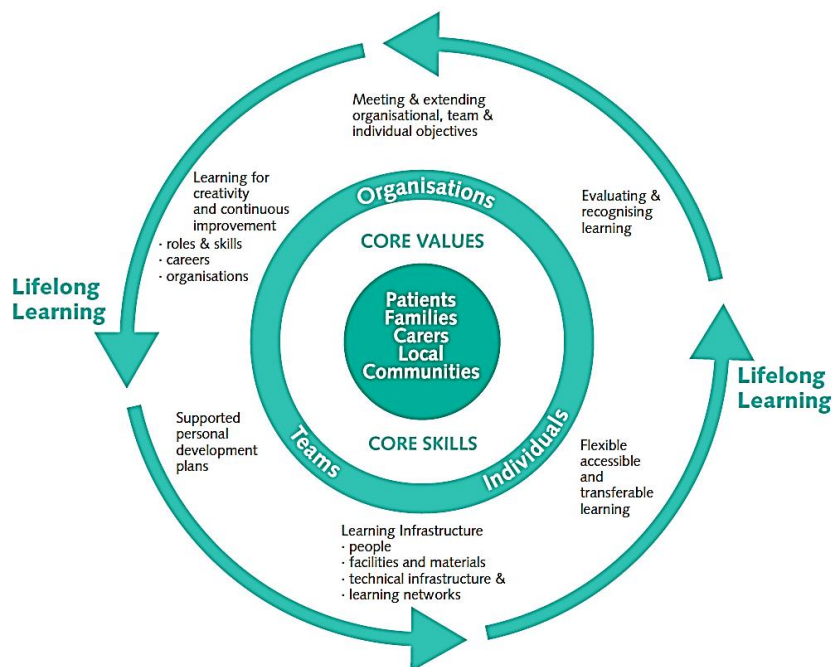 Meeting & extending
organisational, team &
individual objectives
Learning for
creativity
and continuous
improvement
· roles & skills
· careers
· organisations
Evaluating &
recognising
learning
Organisations
CORE VALUES
Lifelong
Learning
Patients
Families
Carers
Local
Communities
Lifelong
Learning
Supported
personal
development
plans
Teams
CORE SKILLS
Individuals
Flexible
accessible
and
transferable
learning
Learning Infrastructure
· people
· facilities and materials
· technical infrastructure &
· learning networks